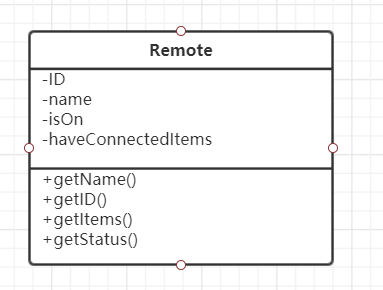 Remote
-ID
-name
-isOn
-haveConnectedItems
+getName()
+getID()
+getItems()
+getStatus()